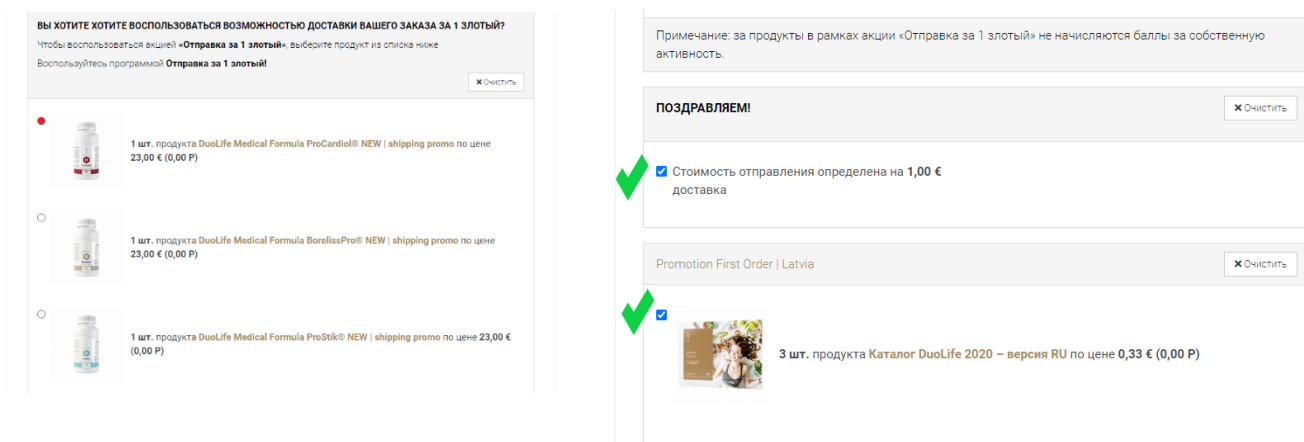 ВЫ ХОТИТЕ ХОТИТЕ ВОСПОЛЬЗОВАТЬСЯ ВОЗМОЖНОСТЬЮ ДОСТАВКИ ВАШЕГО ЗАКАЗА ЗА 1 ЗЛОТЫЙ?
Чтобы воспользоваться акцией «Отправка за 1 злотый», выберите продукт из списка ниже
Воспользуйтесь программой Отправка за 1 злотый!
✖ Очистить
1 шт. продукта DuoLife Medical Formula ProCardiol® NEW | shipping promo по цене
23,00 € (0,00 P)
1 шт. продукта DuoLife Medical Formula BorelissPro® NEW | shipping promo по цене
23,00 € (0,00 P)
1 шт. продукта DuoLife Medical Formula ProStik® NEW | shipping promo по цене 23,00 €
(0,00 P)
Примечание: за продукты в рамках акции «Отправка за 1 злотый» не начисляются баллы за собственную
активность.
ПОЗДРАВЛЯЕМ!
✖ Очистить
Стоимость отправления определена на 1,00 €
доставка
Promotion First Order | Latvia
✖ Очистить
3 шт. продукта Каталог DuoLife 2020 – версия RU по цене 0,33 € (0,00 P)